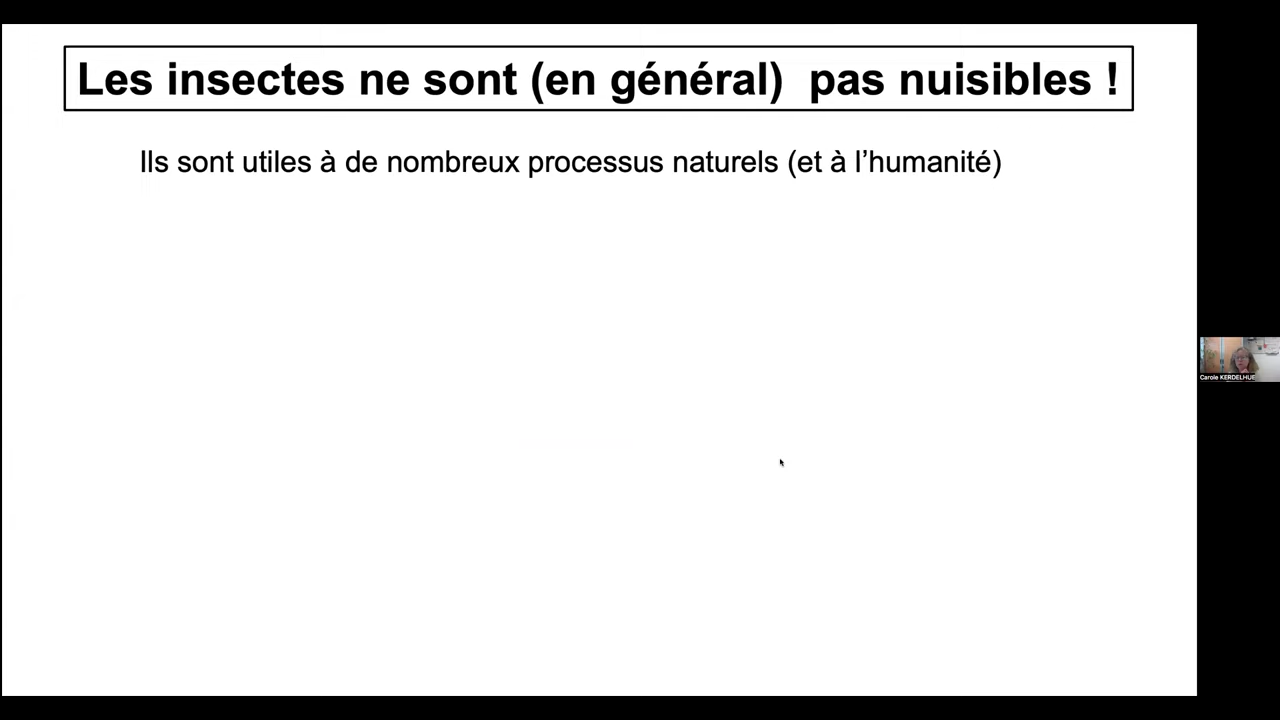 Les insectes ne sont (en général) pas nuisibles !
Ils sont utiles à de nombreux processus naturels (et à l’humanité)
Carole KERDELHUE